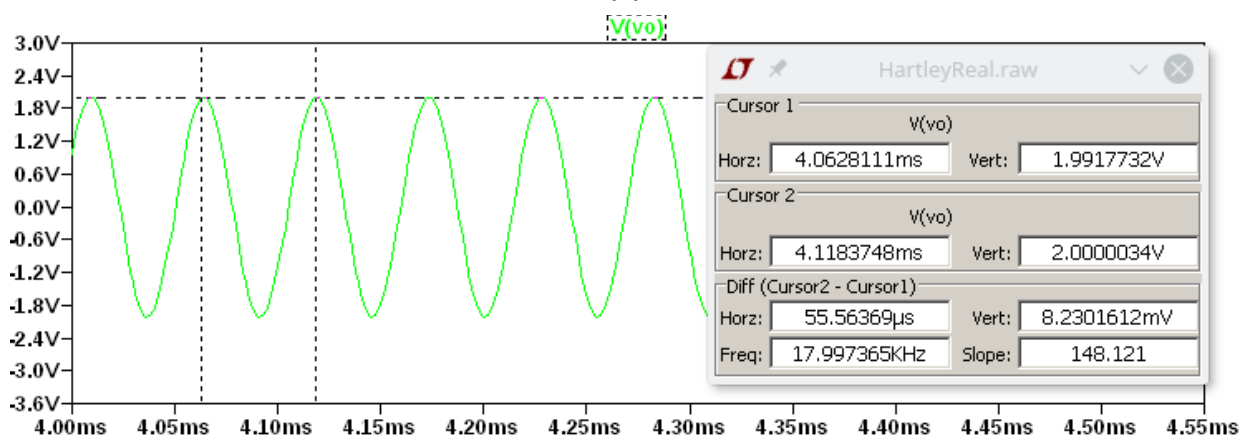 V(vo)
3.0V
2.4V
1.8V
1.2V
0.6V
0.0V
-0.6V
-1.2V
-1.8V
-2.4V
-3.0V
-3.6V
4.00ms 4.05ms 4.10ms 4.15ms 4.20ms 4.25ms 4.30ms 4.35ms 4.40ms 4.45ms 4.50ms 4.55ms
HartleyReal.raw
Cursor 1
V(vo)
Horz: 4.0628111ms Vert: 1.9917732V
Cursor 2
V(vo)
Horz: 4.1183748ms Vert: 2.0000034V
Diff (Cursor2 - Cursor1)
Horz: 55.56369µs Vert: 8.2301612mV
Freq: 17.997365KHz Slope: 148.121